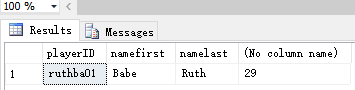 100 %
Results Messages
playerID namefirst namelast (No column name)
1 ruthba01 Babe Ruth 29